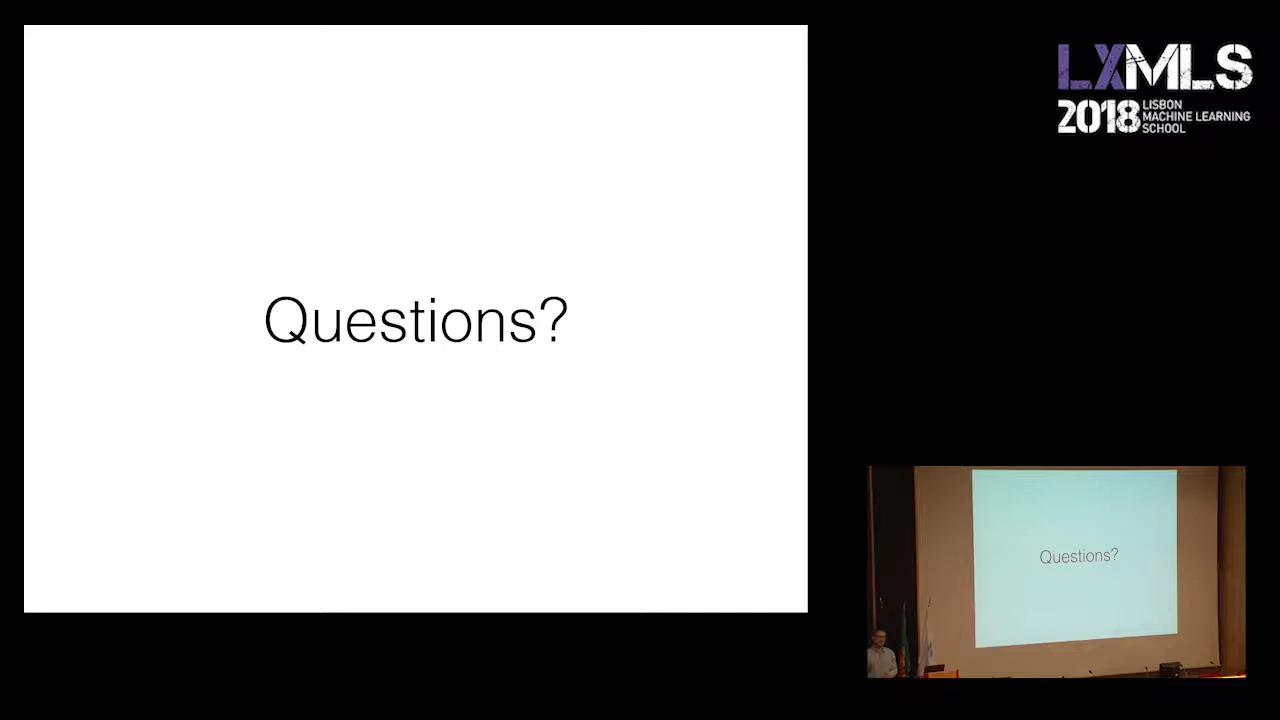 Questions?
LXMLS
2018 LISBON
MACHINE LEARNING
SCHOOL
Questions?